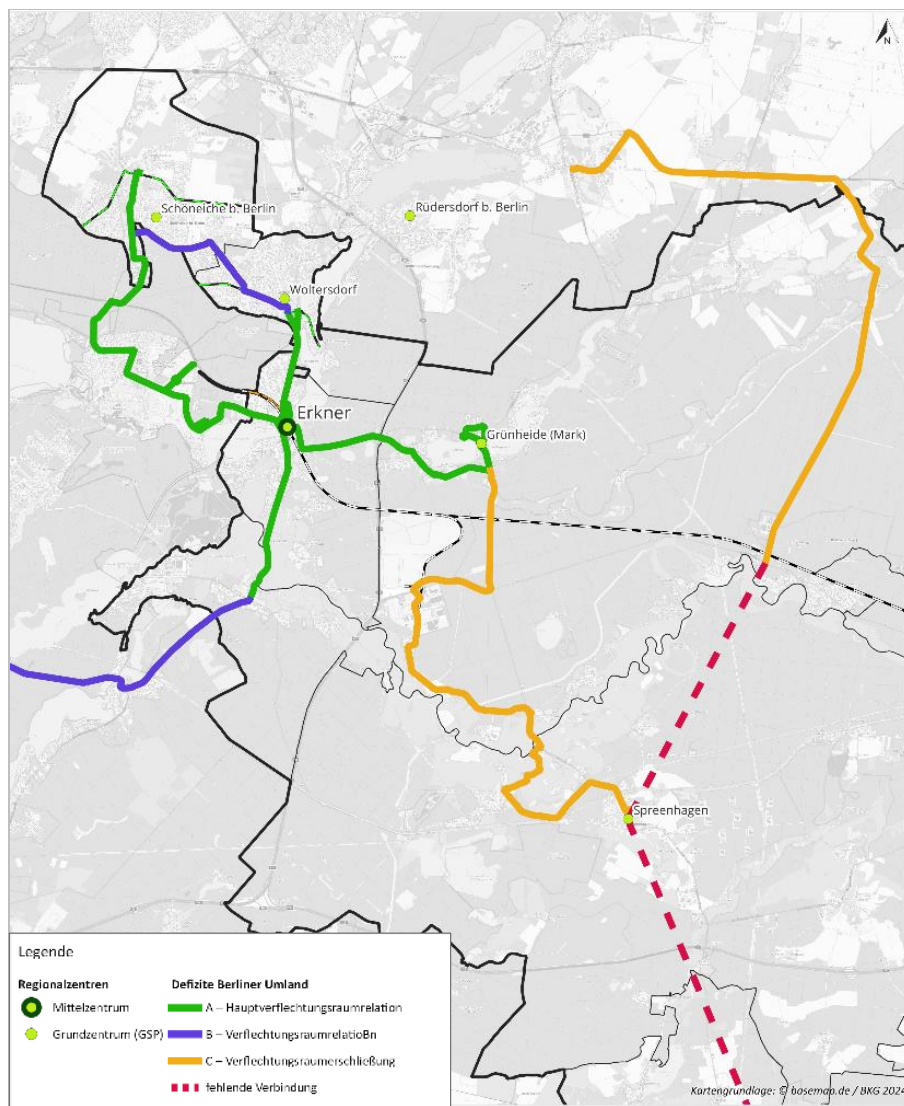 N
Schöneiche b. Berlin
Rüdersdorf b. Berlin
Woltersdorf
Erkner
Grünheide (Mark)
Spreenhagen
Legende
Regionalzentren
Mittelzentrum
Grundzentrum (GSP)
Defizite Berliner Umland
A – Hauptverflechtungsraumrelation
B – VerflechtungsraumrelatioBn
C – Verflechtungsraumerschließung
fehlende Verbindung
Kartengrundlage: © basemap.de / BKG 2024